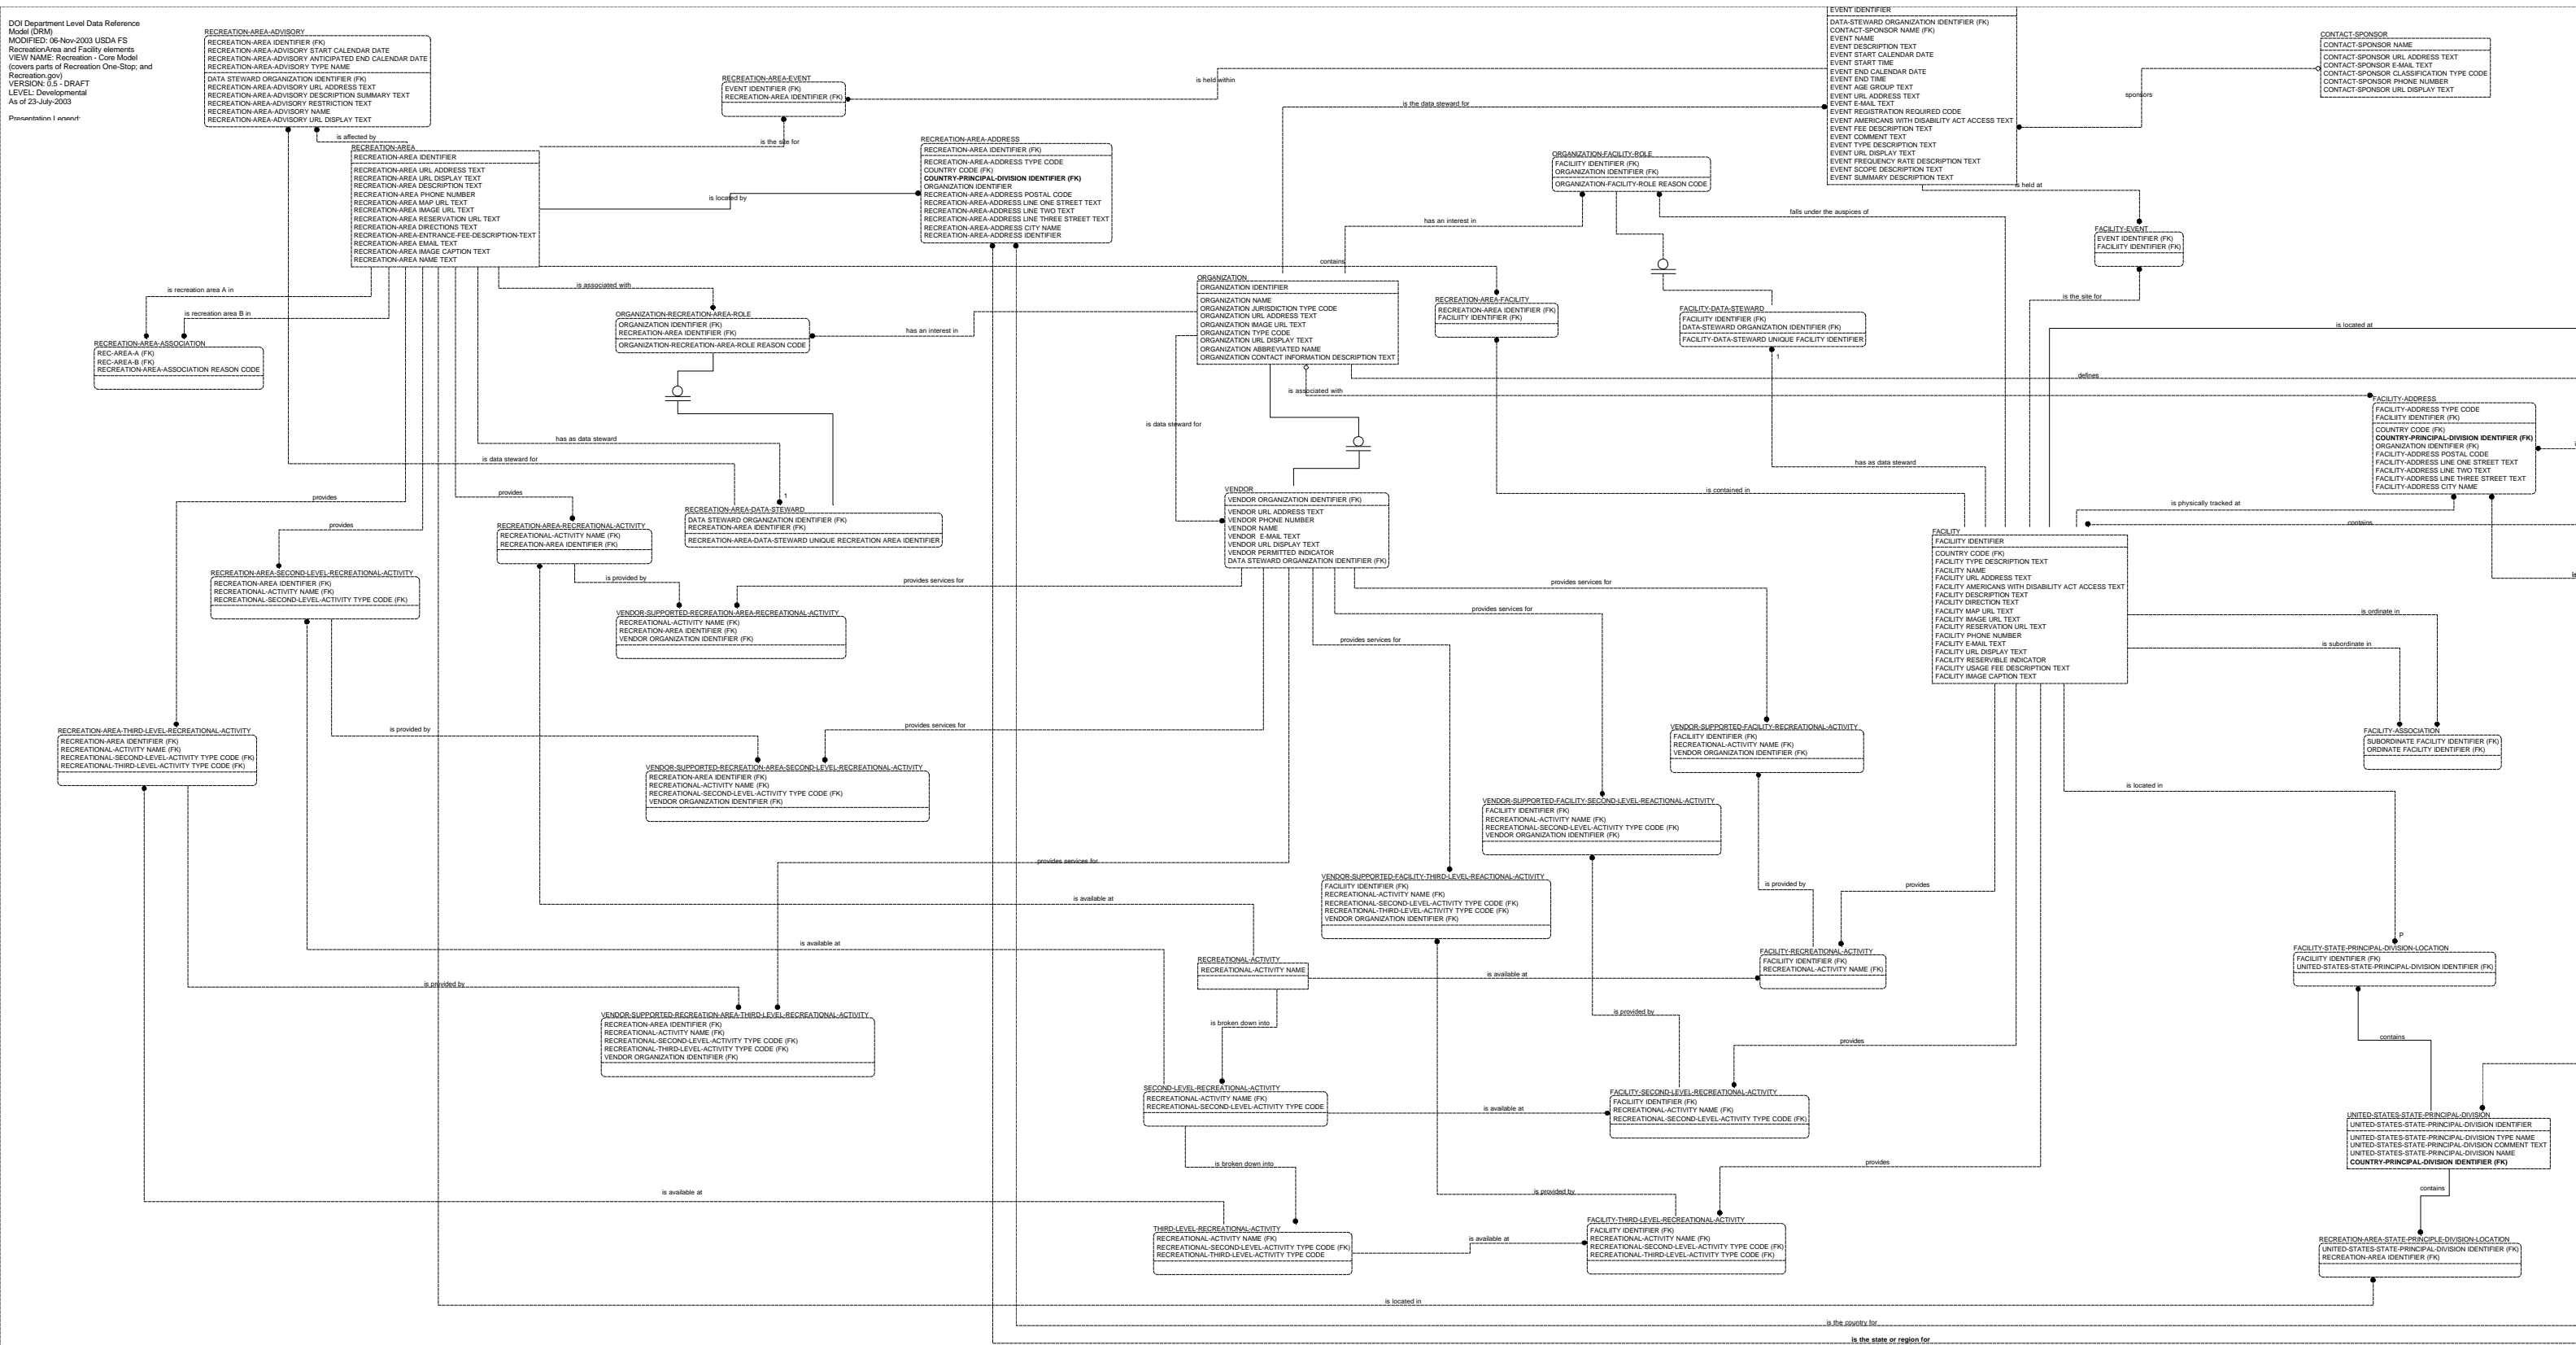 DOI Department Level Data Reference
Model (DRM)
MODIFIED: 06-Nov-2003 USDA FS
RecreationArea and Facility elements
VIEW NAME: Recreation - Core Model
(covers parts of Recreation One-Stop; and
Recreation.gov)
VERSION: 0.5 - DRAFT
LEVEL: Developmental
As of 23-July-2003
Presentation Legend:
RECREATION-AREA-ADVISORY
RECREATION-AREA IDENTIFIER (FK)
RECREATION-AREA-ADVISORY START CALENDAR DATE
RECREATION-AREA-ADVISORY ANTICIPATED END CALENDAR DATE
RECREATION-AREA-ADVISORY TYPE NAME
DATA STEWARD ORGANIZATION IDENTIFIER (FK)
RECREATION-AREA-ADVISORY URL ADDRESS TEXT
RECREATION-AREA-ADVISORY DESCRIPTION SUMMARY TEXT
RECREATION-AREA-ADVISORY RESTRICTION TEXT
RECREATION-AREA-ADVISORY NAME
RECREATION-AREA-ADVISORY URL DISPLAY TEXT
is affected by
RECREATION-AREA
RECREATION-AREA IDENTIFIER
RECREATION-AREA URL ADDRESS TEXT
RECREATION-AREA URL DISPLAY TEXT
RECREATION-AREA DESCRIPTION TEXT
RECREATION-AREA PHONE NUMBER
RECREATION-AREA MAP URL TEXT
RECREATION-AREA IMAGE URL TEXT
RECREATION-AREA RESERVATION URL TEXT
RECREATION-AREA DIRECTIONS TEXT
RECREATION-AREA-ENTRANCE-FEE-DESCRIPTION-TEXT
RECREATION-AREA EMAIL TEXT
RECREATION-AREA IMAGE CAPTION TEXT
RECREATION-AREA NAME TEXT
RECREATION-AREA-EVENT
EVENT IDENTIFIER (FK)
RECREATION-AREA IDENTIFIER (FK)
is the site for
is held within
RECREATION-AREA-ADDRESS
RECREATION-AREA IDENTIFIER (FK)
RECREATION-AREA-ADDRESS TYPE CODE
COUNTRY CODE (FK)
COUNTRY-PRINCIPAL-DIVISION IDENTIFIER (FK)
ORGANIZATION IDENTIFIER
RECREATION-AREA-ADDRESS POSTAL CODE
RECREATION-AREA-ADDRESS LINE ONE STREET TEXT
RECREATION-AREA-ADDRESS LINE TWO TEXT
RECREATION-AREA-ADDRESS LINE THREE STREET TEXT
RECREATION-AREA-ADDRESS CITY NAME
RECREATION-AREA-ADDRESS IDENTIFIER
is located by
EVENT IDENTIFIER
DATA-STEWARD ORGANIZATION IDENTIFIER (FK)
CONTACT-SPONSOR NAME (FK)
EVENT NAME
EVENT DESCRIPTION TEXT
EVENT START CALENDAR DATE
EVENT START TIME
EVENT END CALENDAR DATE
EVENT END TIME
EVENT AGE GROUP TEXT
EVENT URL ADDRESS TEXT
EVENT E-MAIL TEXT
EVENT REGISTRATION REQUIRED CODE
EVENT AMERICANS WITH DISABILITY ACT ACCESS TEXT
EVENT FEE DESCRIPTION TEXT
EVENT COMMENT TEXT
EVENT TYPE DESCRIPTION TEXT
EVENT URL DISPLAY TEXT
EVENT FREQUENCY RATE DESCRIPTION TEXT
EVENT SCOPE DESCRIPTION TEXT
EVENT SUMMARY DESCRIPTION TEXT
CONTACT-SPONSOR
CONTACT-SPONSOR NAME
CONTACT-SPONSOR URL ADDRESS TEXT
CONTACT-SPONSOR E-MAIL TEXT
CONTACT-SPONSOR CLASSIFICATION TYPE CODE
CONTACT-SPONSOR PHONE NUMBER
CONTACT-SPONSOR URL DISPLAY TEXT
sponsors
is the data steward for
is held at
ORGANIZATION-FACILITY-ROLE
FACILIITY IDENTIFIER (FK)
ORGANIZATION IDENTIFIER (FK)
ORGANIZATION-FACILITY-ROLE REASON CODE
has an interest in
falls under the auspices of
FACILITY-EVENT
EVENT IDENTIFIER (FK)
FACILIITY IDENTIFIER (FK)
is the site for
is located at
contains
is recreation area A in
is recreation area B in
RECREATION-AREA-ASSOCIATION
REC-AREA-A (FK)
REC-AREA-B (FK)
RECREATION-AREA-ASSOCIATION REASON CODE
is associated with
ORGANIZATION-RECREATION-AREA-ROLE
ORGANIZATION IDENTIFIER (FK)
RECREATION-AREA IDENTIFIER (FK)
ORGANIZATION-RECREATION-AREA-ROLE REASON CODE
has an interest in
ORGANIZATION
ORGANIZATION IDENTIFIER
ORGANIZATION NAME
ORGANIZATION JURISDICTION TYPE CODE
ORGANIZATION URL ADDRESS TEXT
ORGANIZATION IMAGE URL TEXT
ORGANIZATION TYPE CODE
ORGANIZATION URL DISPLAY TEXT
ORGANIZATION ABBREVIATED NAME
ORGANIZATION CONTACT INFORMATION DESCRIPTION TEXT
RECREATION-AREA-FACILITY
RECREATION-AREA IDENTIFIER (FK)
FACILIITY IDENTIFIER (FK)
FACILITY-DATA-STEWARD
FACILIITY IDENTIFIER (FK)
DATA-STEWARD ORGANIZATION IDENTIFIER (FK)
FACILITY-DATA-STEWARD UNIQUE FACILITY IDENTIFIER
1
defines
is associated with
FACILITY-ADDRESS
FACILITY-ADDRESS TYPE CODE
FACILIITY IDENTIFIER (FK)
COUNTRY CODE (FK)
COUNTRY-PRINCIPAL-DIVISION IDENTIFIER (FK)
ORGANIZATION IDENTIFIER (FK)
FACILITY-ADDRESS POSTAL CODE
FACILITY-ADDRESS LINE ONE STREET TEXT
FACILITY-ADDRESS LINE TWO TEXT
FACILITY-ADDRESS LINE THREE STREET TEXT
FACILITY-ADDRESS CITY NAME
is data steward for
has as data steward
is data steward for
has as data steward
is contained in
is physically tracked at
contains
provides
provides
provides
1
RECREATION-AREA-DATA-STEWARD
DATA STEWARD ORGANIZATION IDENTIFIER (FK)
RECREATION-AREA IDENTIFIER (FK)
RECREATION-AREA-DATA-STEWARD UNIQUE RECREATION AREA IDENTIFIER
RECREATION-AREA-RECREATIONAL-ACTIVITY
RECREATIONAL-ACTIVITY NAME (FK)
RECREATION-AREA IDENTIFIER (FK)
VENDOR
VENDOR ORGANIZATION IDENTIFIER (FK)
VENDOR URL ADDRESS TEXT
VENDOR PHONE NUMBER
VENDOR NAME
VENDOR E-MAIL TEXT
VENDOR URL DISPLAY TEXT
VENDOR PERMITTED INDICATOR
DATA STEWARD ORGANIZATION IDENTIFIER (FK)
FACILITY
FACILIITY IDENTIFIER
COUNTRY CODE (FK)
FACILITY TYPE DESCRIPTION TEXT
FACILITY NAME
FACILITY URL ADDRESS TEXT
FACILITY AMERICANS WITH DISABILITY ACT ACCESS TEXT
FACILITY DESCRIPTION TEXT
FACILITY DIRECTION TEXT
FACILITY MAP URL TEXT
FACILITY IMAGE URL TEXT
FACILITY RESERVATION URL TEXT
FACILITY PHONE NUMBER
FACILITY E-MAIL TEXT
FACILITY URL DISPLAY TEXT
FACILITY RESERVIBLE INDICATOR
FACILITY USAGE FEE DESCRIPTION TEXT
FACILITY IMAGE CAPTION TEXT
RECREATION-AREA-SECOND-LEVEL-RECREATIONAL-ACTIVITY
RECREATION-AREA IDENTIFIER (FK)
RECREATIONAL-ACTIVITY NAME (FK)
RECREATIONAL-SECOND-LEVEL-ACTIVITY TYPE CODE (FK)
is provided by
provides services for
provides services for
provides services for
provides services for
VENDOR-SUPPORTED-RECREATION-AREA-RECREATIONAL-ACTIVITY
RECREATIONAL-ACTIVITY NAME (FK)
RECREATION-AREA IDENTIFIER (FK)
VENDOR ORGANIZATION IDENTIFIER (FK)
is ordinate in
is subordinate in
RECREATION-AREA-THIRD-LEVEL-RECREATIONAL-ACTIVITY
RECREATION-AREA IDENTIFIER (FK)
RECREATIONAL-ACTIVITY NAME (FK)
RECREATIONAL-SECOND-LEVEL-ACTIVITY TYPE CODE (FK)
RECREATIONAL-THIRD-LEVEL-ACTIVITY TYPE CODE (FK)
is provided by
provides services for
VENDOR-SUPPORTED-RECREATION-AREA-SECOND-LEVEL-RECREATIONAL-ACTIVITY
RECREATION-AREA IDENTIFIER (FK)
RECREATIONAL-ACTIVITY NAME (FK)
RECREATIONAL-SECOND-LEVEL-ACTIVITY TYPE CODE (FK)
VENDOR ORGANIZATION IDENTIFIER (FK)
VENDOR-SUPPORTED-FACILITY-RECREATIONAL-ACTIVITY
FACILIITY IDENTIFIER (FK)
RECREATIONAL-ACTIVITY NAME (FK)
VENDOR ORGANIZATION IDENTIFIER (FK)
FACILITY-ASSOCIATION
SUBORDINATE FACILITY IDENTIFIER (FK)
ORDINATE FACILITY IDENTIFIER (FK)
is located in
VENDOR-SUPPORTED-FACILITY-SECOND-LEVEL-REACTIONAL-ACTIVITY
FACILIITY IDENTIFIER (FK)
RECREATIONAL-ACTIVITY NAME (FK)
RECREATIONAL-SECOND-LEVEL-ACTIVITY TYPE CODE (FK)
VENDOR ORGANIZATION IDENTIFIER (FK)
provides services for
VENDOR-SUPPORTED-FACILITY-THIRD-LEVEL-REACTIONAL-ACTIVITY
FACILIITY IDENTIFIER (FK)
RECREATIONAL-ACTIVITY NAME (FK)
RECREATIONAL-SECOND-LEVEL-ACTIVITY TYPE CODE (FK)
RECREATIONAL-THIRD-LEVEL-ACTIVITY TYPE CODE (FK)
VENDOR ORGANIZATION IDENTIFIER (FK)
is provided by
provides
is available at
is available at
RECREATIONAL-ACTIVITY
RECREATIONAL-ACTIVITY NAME
is available at
FACILITY-RECREATIONAL-ACTIVITY
FACILIITY IDENTIFIER (FK)
RECREATIONAL-ACTIVITY NAME (FK)
P
FACILITY-STATE-PRINCIPAL-DIVISION-LOCATION
FACILIITY IDENTIFIER (FK)
UNITED-STATES-STATE-PRINCIPAL-DIVISION IDENTIFIER (FK)
is provided by
VENDOR-SUPPORTED-RECREATION-AREA-THIRD-LEVEL-RECREATIONAL-ACTIVITY
RECREATION-AREA IDENTIFIER (FK)
RECREATIONAL-ACTIVITY NAME (FK)
RECREATIONAL-SECOND-LEVEL-ACTIVITY TYPE CODE (FK)
RECREATIONAL-THIRD-LEVEL-ACTIVITY TYPE CODE (FK)
VENDOR ORGANIZATION IDENTIFIER (FK)
is broken down into
is provided by
provides
contains
SECOND-LEVEL-RECREATIONAL-ACTIVITY
RECREATIONAL-ACTIVITY NAME (FK)
RECREATIONAL-SECOND-LEVEL-ACTIVITY TYPE CODE
is available at
FACILITY-SECOND-LEVEL-RECREATIONAL-ACTIVITY
FACILIITY IDENTIFIER (FK)
RECREATIONAL-ACTIVITY NAME (FK)
RECREATIONAL-SECOND-LEVEL-ACTIVITY TYPE CODE (FK)
UNITED-STATES-STATE-PRINCIPAL-DIVISION
UNITED-STATES-STATE-PRINCIPAL-DIVISION IDENTIFIER
UNITED-STATES-STATE-PRINCIPAL-DIVISION TYPE NAME
UNITED-STATES-STATE-PRINCIPAL-DIVISION COMMENT TEXT
UNITED-STATES-STATE-PRINCIPAL-DIVISION NAME
COUNTRY-PRINCIPAL-DIVISION IDENTIFIER (FK)
is broken down into
provides
is available at
is provided by
contains
THIRD-LEVEL-RECREATIONAL-ACTIVITY
RECREATIONAL-ACTIVITY NAME (FK)
RECREATIONAL-SECOND-LEVEL-ACTIVITY TYPE CODE (FK)
RECREATIONAL-THIRD-LEVEL-ACTIVITY TYPE CODE
is available at
FACILITY-THIRD-LEVEL-RECREATIONAL-ACTIVITY
FACILIITY IDENTIFIER (FK)
RECREATIONAL-ACTIVITY NAME (FK)
RECREATIONAL-SECOND-LEVEL-ACTIVITY TYPE CODE (FK)
RECREATIONAL-THIRD-LEVEL-ACTIVITY TYPE CODE (FK)
RECREATION-AREA-STATE-PRINCIPLE-DIVISION-LOCATION
UNITED-STATES-STATE-PRINCIPAL-DIVISION IDENTIFIER (FK)
RECREATION-AREA IDENTIFIER (FK)
is located in
is the country for
is the state or region for